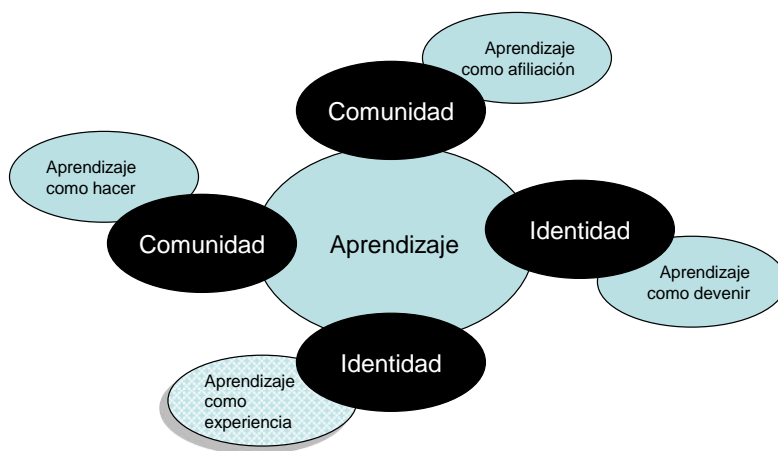 Aprendizaje
como afiliación
Comunidad
Aprendizaje
como hacer
Comunidad
Aprendizaje
Identidad
Aprendizaje
como devenir
Identidad
Aprendizaje
como
experiencia